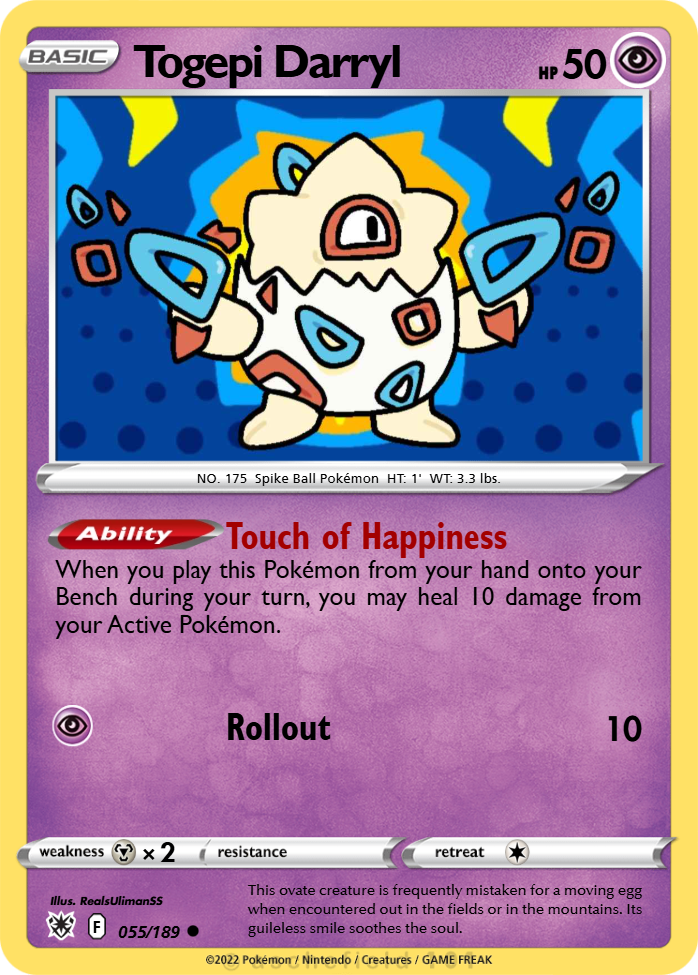 BASIC
Togepi Darryl
HP 50
NO. 175 Spike Ball Pokémon HT: 1' WT: 3.3 lbs.
Ability Touch of Happiness
When you play this Pokémon from your hand onto your
Bench during your turn, you may heal 10 damage from
your Active Pokémon.
Rollout 10
weakness ×2 resistance retreat
Illus. RealsUlimanSS
F 055/189
This ovate creature is frequently mistaken for a moving egg
when encountered out in the fields or in the mountains. Its
guileless smile soothes the soul.
©2022 Pokémon / Nintendo / Creatures / GAME FREAK